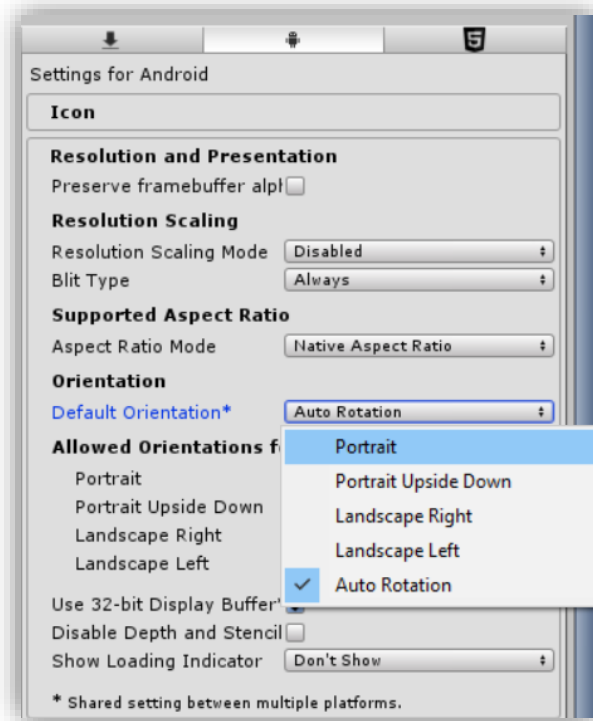 Settings for Android
Icon
Resolution and Presentation
Preserve framebuffer alpl
Resolution Scaling
Resolution Scaling Mode Disabled
Blit Type Always
Supported Aspect Ratio
Aspect Ratio Mode Native Aspect Ratio
Orientation
Default Orientation* Auto Rotation
Allowed Orientations f
Portrait
Portrait Upside Down
Landscape Right
Landscape Left
Portrait
Portrait Upside Down
Landscape Right
Landscape Left
Auto Rotation
Use 32-bit Display Buffer*
Disable Depth and Stencil
Show Loading Indicator Don't Show
* Shared setting between multiple platforms.